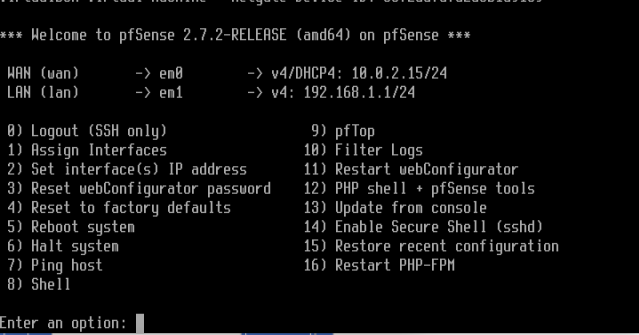 *** Welcome to pfSense 2.7.2-RELEASE (amd64) on pfSense ***
WAN (wan)       -> em0        -> v4/DHCP4: 10.0.2.15/24
LAN (lan)       -> em1        -> v4: 192.168.1.1/24
0) Logout (SSH only)                  9) pfTop
1) Assign Interfaces                 10) Filter Logs
2) Set interface(s) IP address       11) Restart webConfigurator
3) Reset webConfigurator password    12) PHP shell + pfSense tools
4) Reset to factory defaults         13) Update from console
5) Reboot system                     14) Enable Secure Shell (sshd)
6) Halt system                       15) Restore recent configuration
7) Ping host                         16) Restart PHP-FPM
8) Shell
Enter an option: